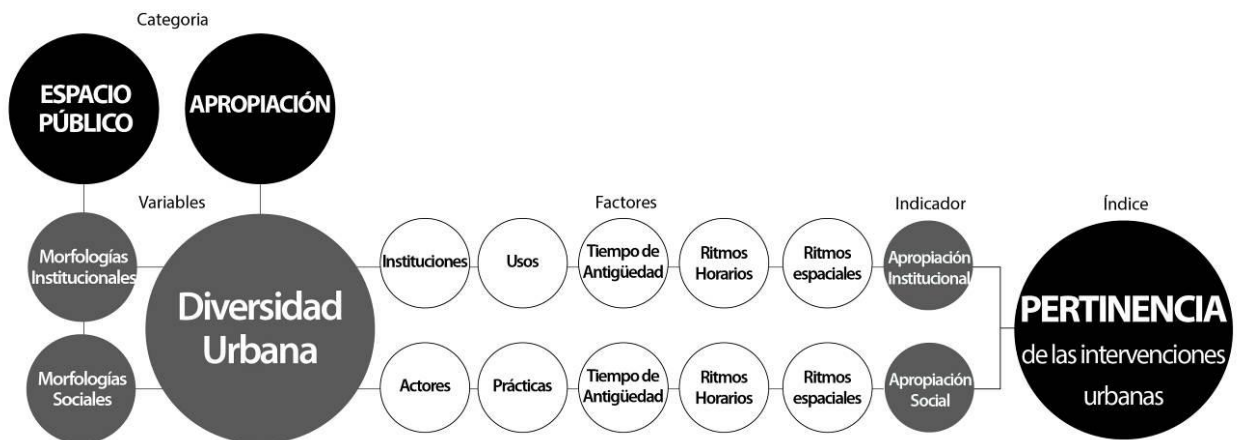 Categoria
ESPACIO
PÚBLICO
APROPIACIÓN
Variables
Factores
Indicador
Índice
Morfologías
Institucionales
Diversidad
Urbana
Instituciones
Usos
Tiempo de
Antigüedad
Ritmos
Horarios
Ritmos
espaciales
Apropiación
Institucional
PERTINENCIA
de las intervenciones
urbanas
Morfologías
Sociales
Actores
Prácticas
Tiempo de
Antigüedad
Ritmos
Horarios
Ritmos
espaciales
Apropiación
Social